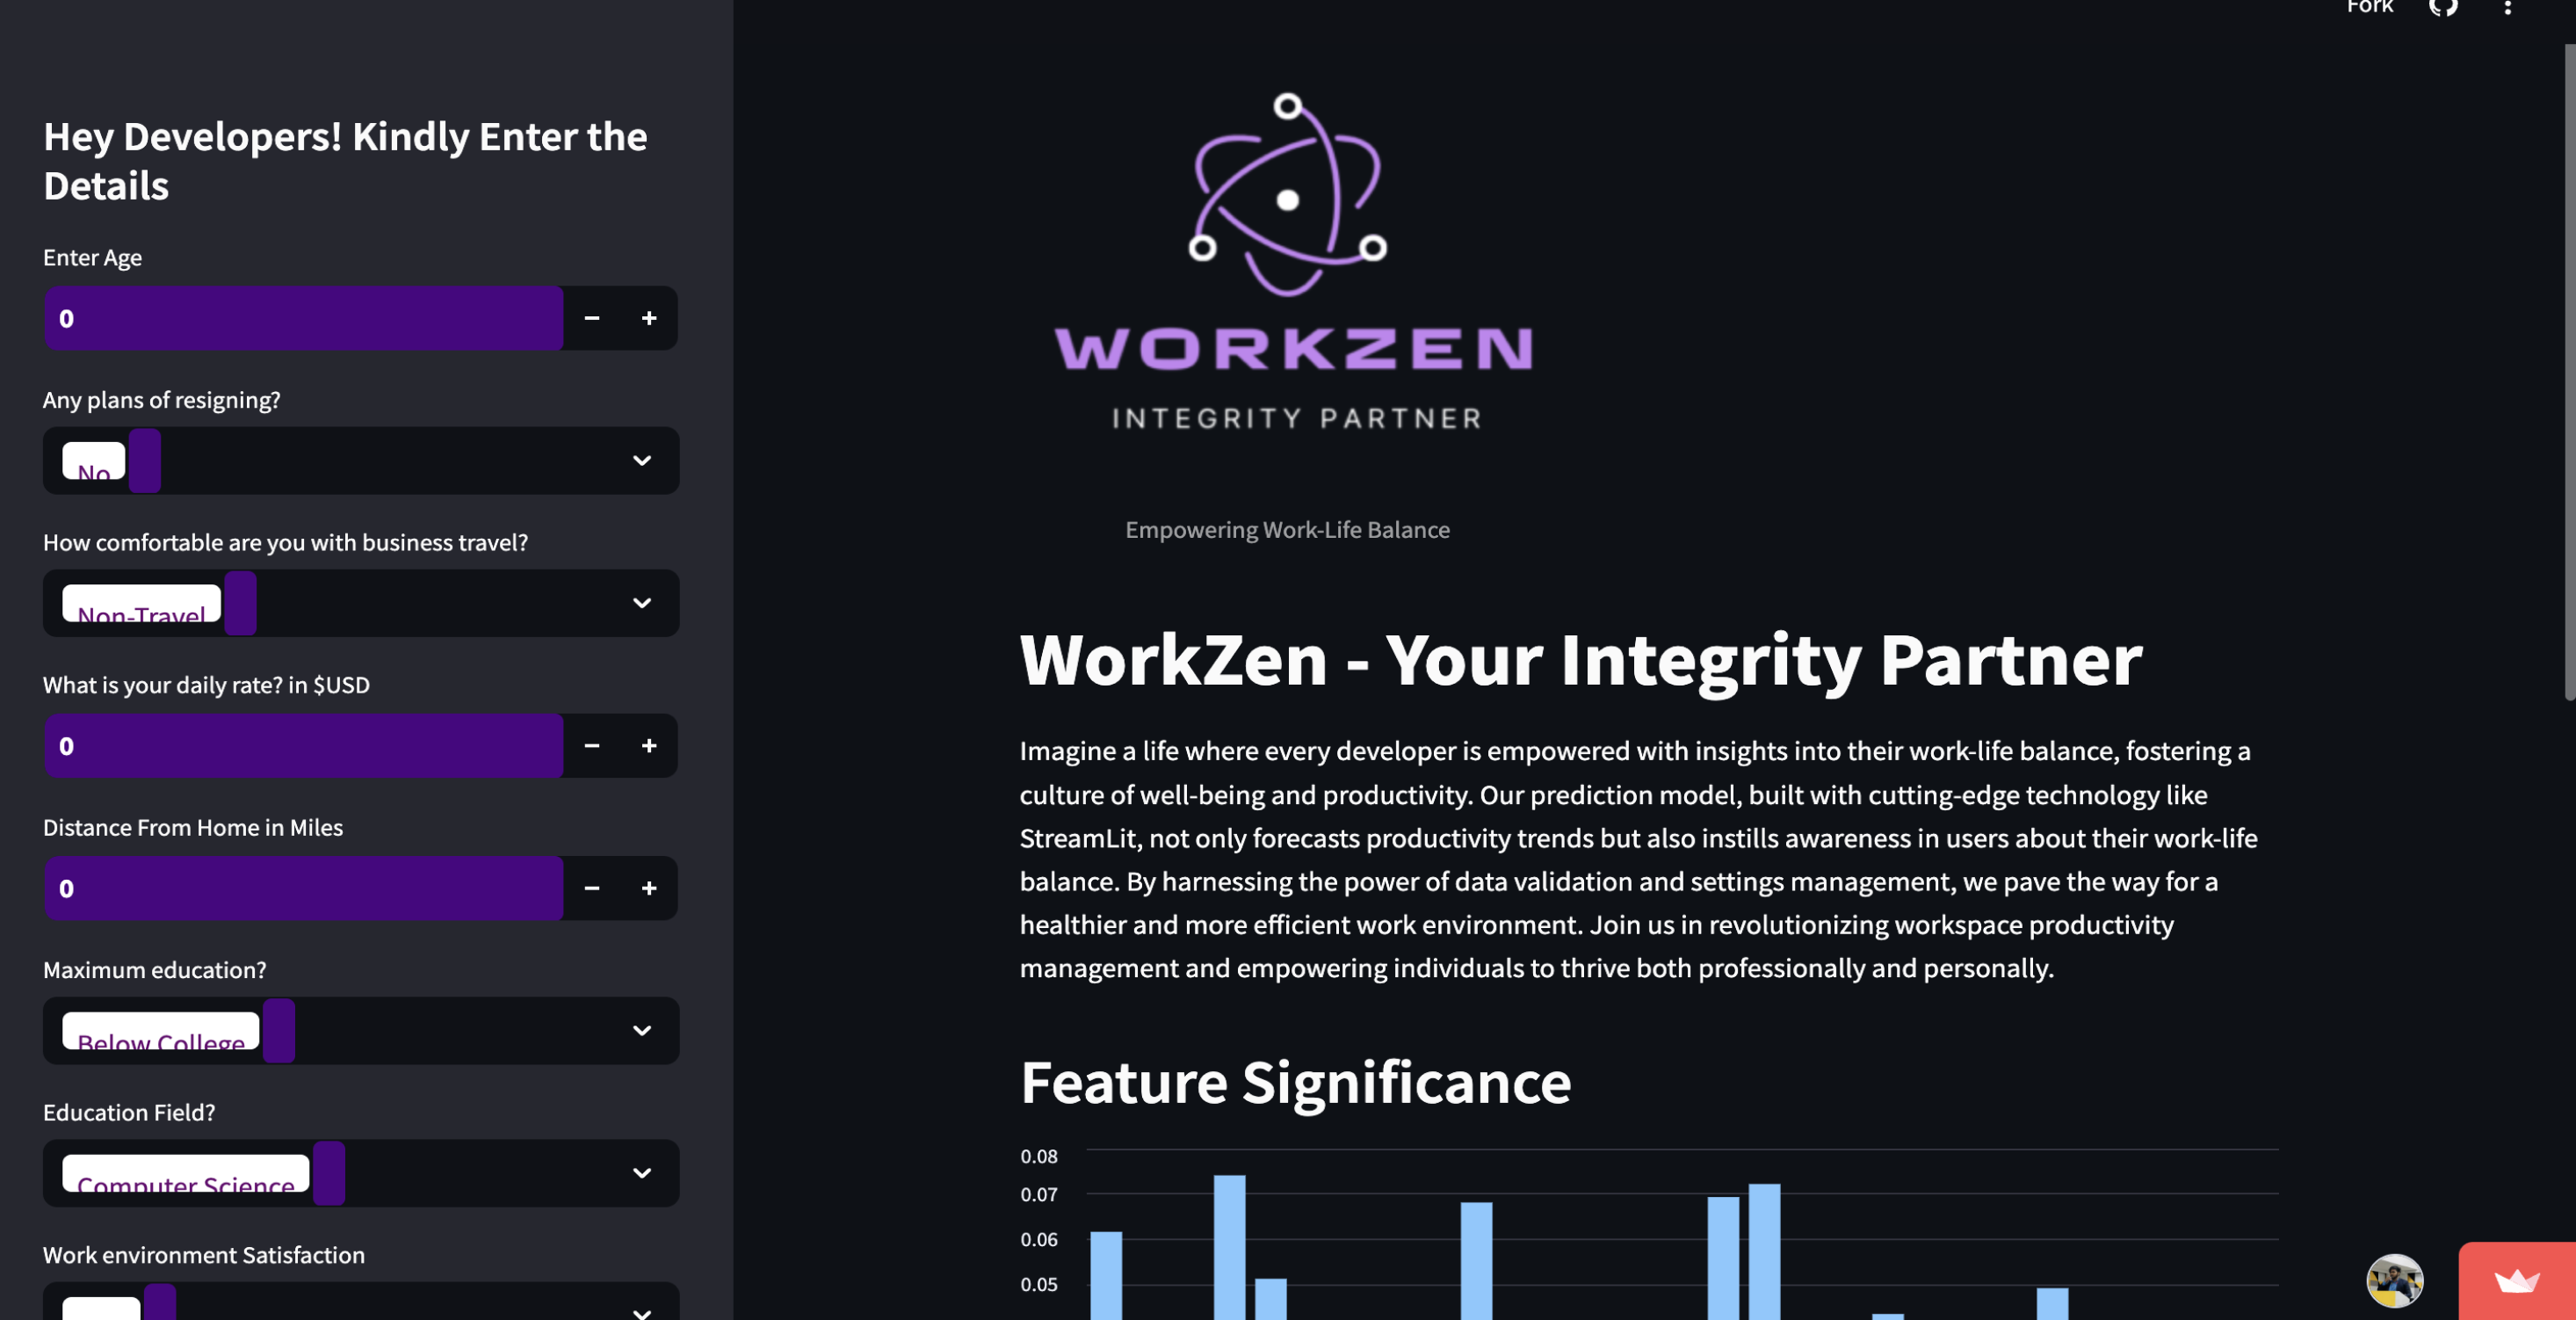 Fork
Hey Developers! Kindly Enter the
Details
Enter Age
0
Any plans of resigning?
No
How comfortable are you with business travel?
Non-Travel
What is your daily rate? in $USD
0
Distance From Home in Miles
0
Maximum education?
Below College
Education Field?
Computer Science
Work environment Satisfaction
WORKZEN
INTEGRITY PARTNER
Empowering Work-Life Balance
WorkZen - Your Integrity Partner
Imagine a life where every developer is empowered with insights into their work-life balance, fostering a
culture of well-being and productivity. Our prediction model, built with cutting-edge technology like
StreamLit, not only forecasts productivity trends but also instills awareness in users about their work-life
balance. By harnessing the power of data validation and settings management, we pave the way for a
healthier and more efficient work environment. Join us in revolutionizing workspace productivity
management and empowering individuals to thrive both professionally and personally.
Feature Significance
0.08
0.07
0.06
0.05